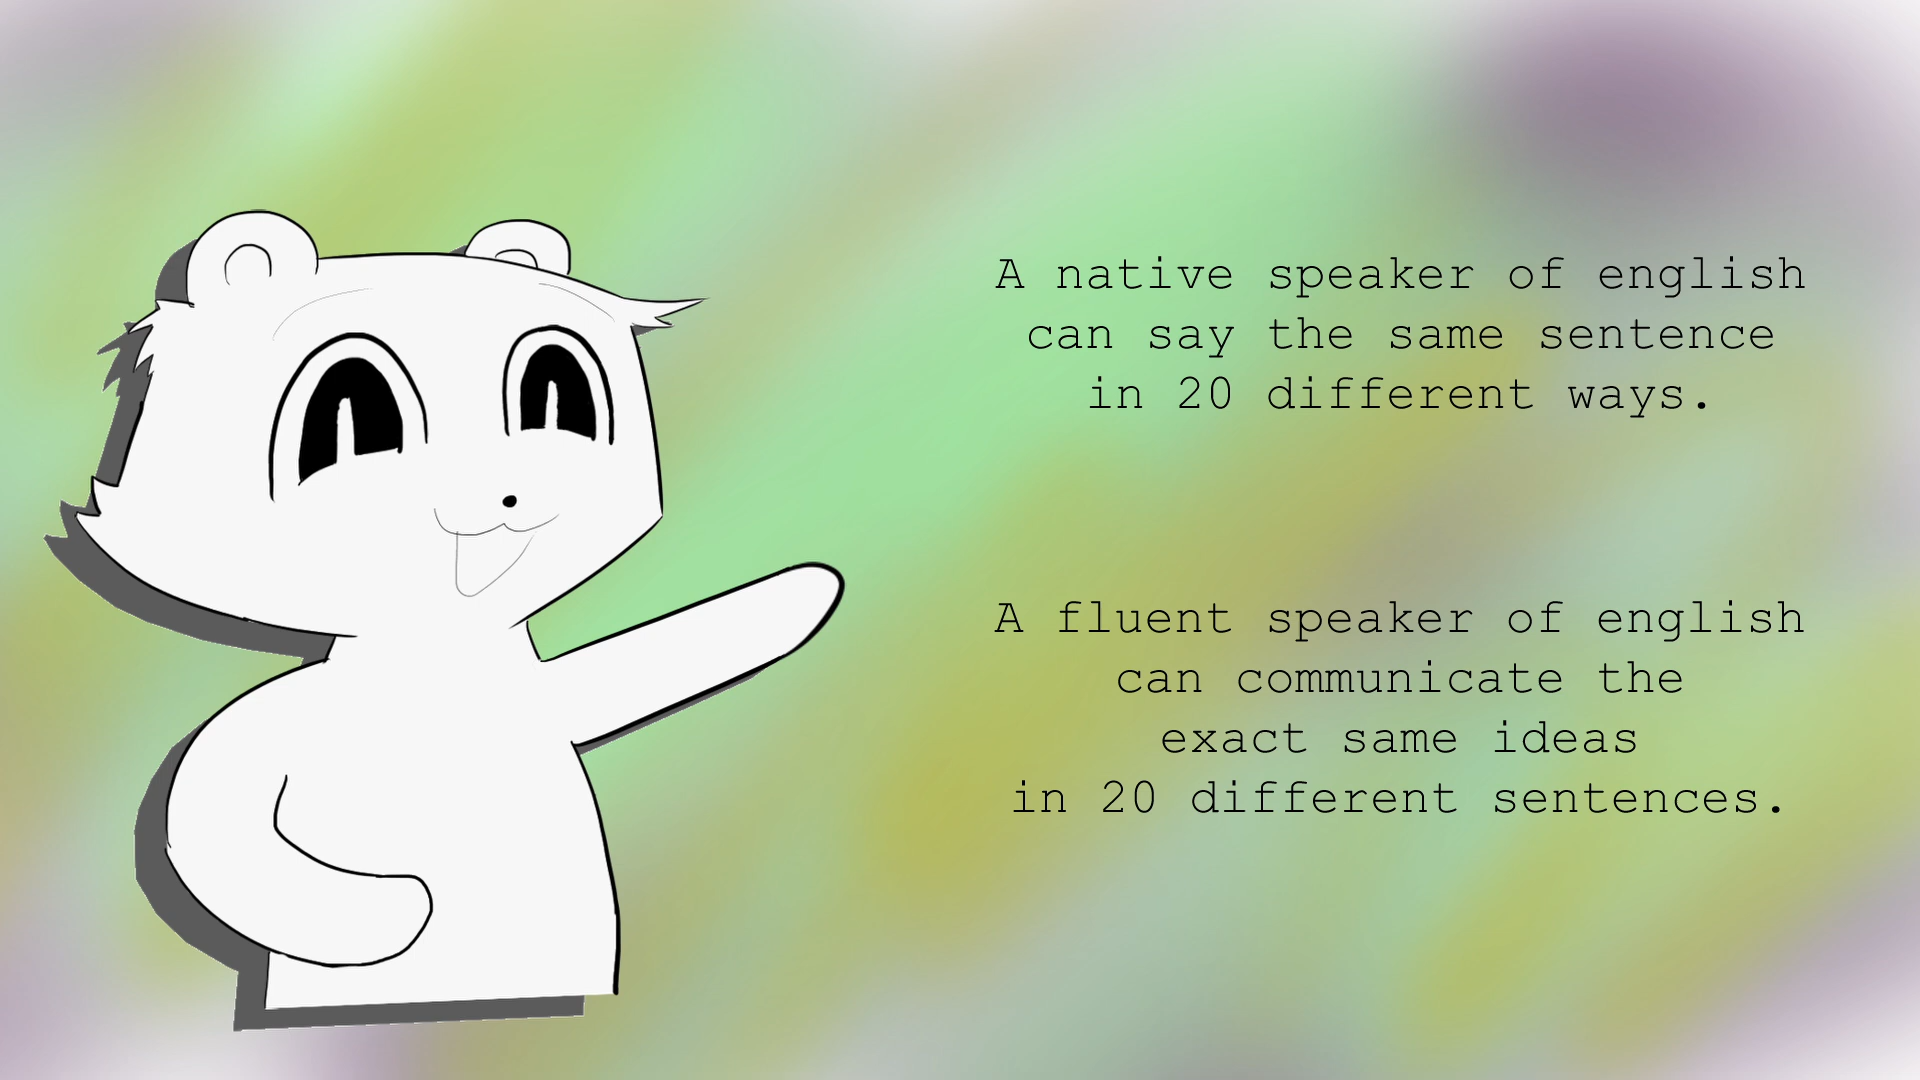 A native speaker of english
can say the same sentence
in 20 different ways.
A fluent speaker of english
can communicate the
exact same ideas
in 20 different sentences.